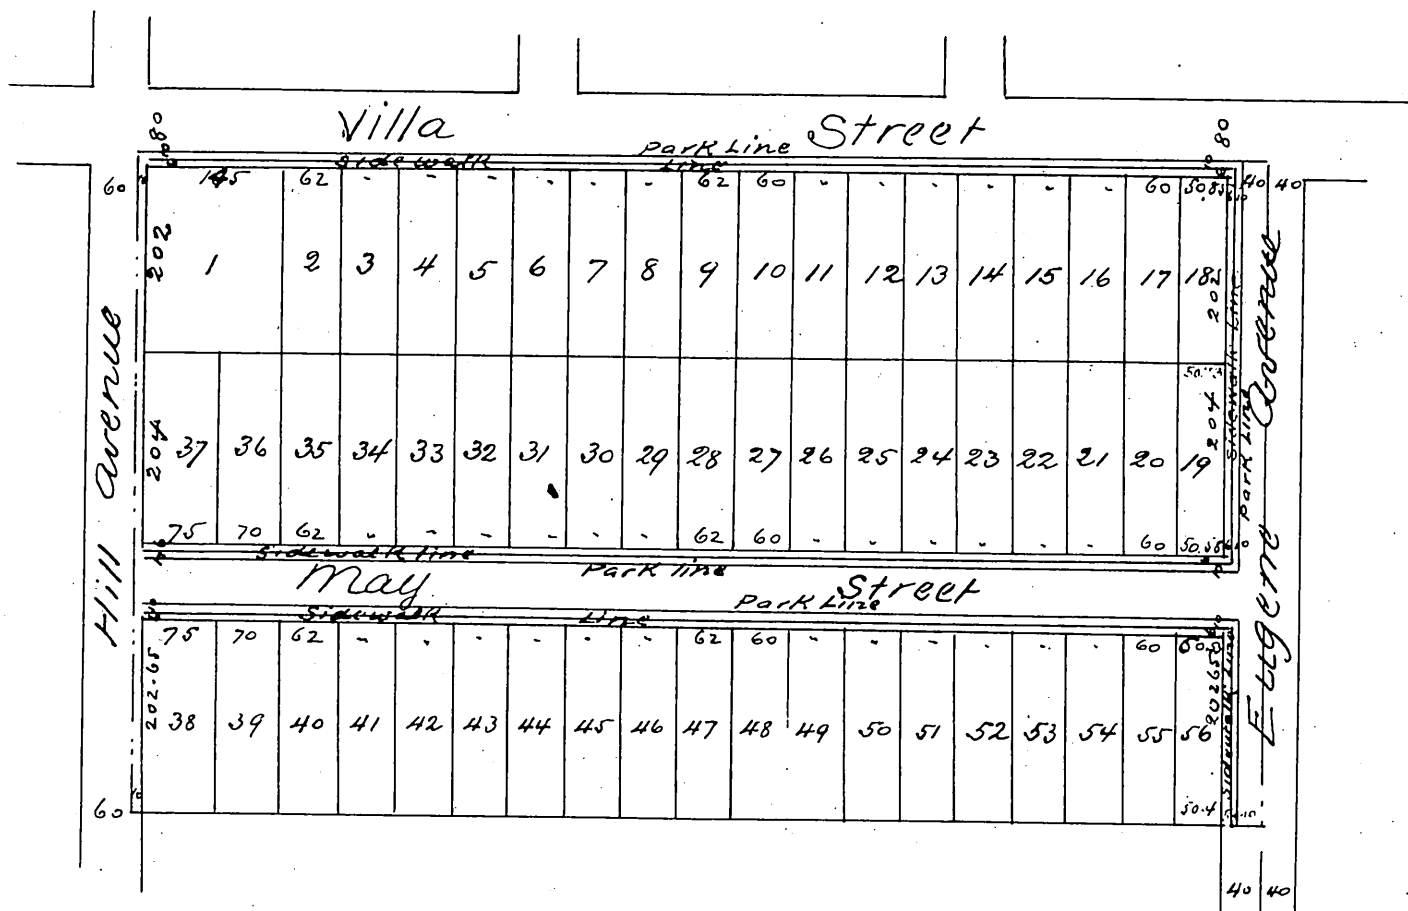 Villa Street
80 80
Park Line
Sidewalk Line
60 145 62 - - - - - - 62 60 - - - - - - 60 50.85 40 40
202 1 2 3 4 5 6 7 8 9 10 11 12 13 14 15 16 17 18 202
Sidewalk Line
Park Line
Hill Avenue
Eugene Avenue
204 37 36 35 34 33 32 31 30 29 28 27 26 25 24 23 22 21 20 19 204
75 70 62 - - - - - - 62 60 - - - - - - 60
Sidewalk line
Park line
May Street
Park Line
Sidewalk Line
75 70 62 - - - - - - 62 60 - - - - - - 60
202.65 38 39 40 41 42 43 44 45 46 47 48 49 50 51 52 53 54 55 56
Sidewalk Line
60 50.4
40 40